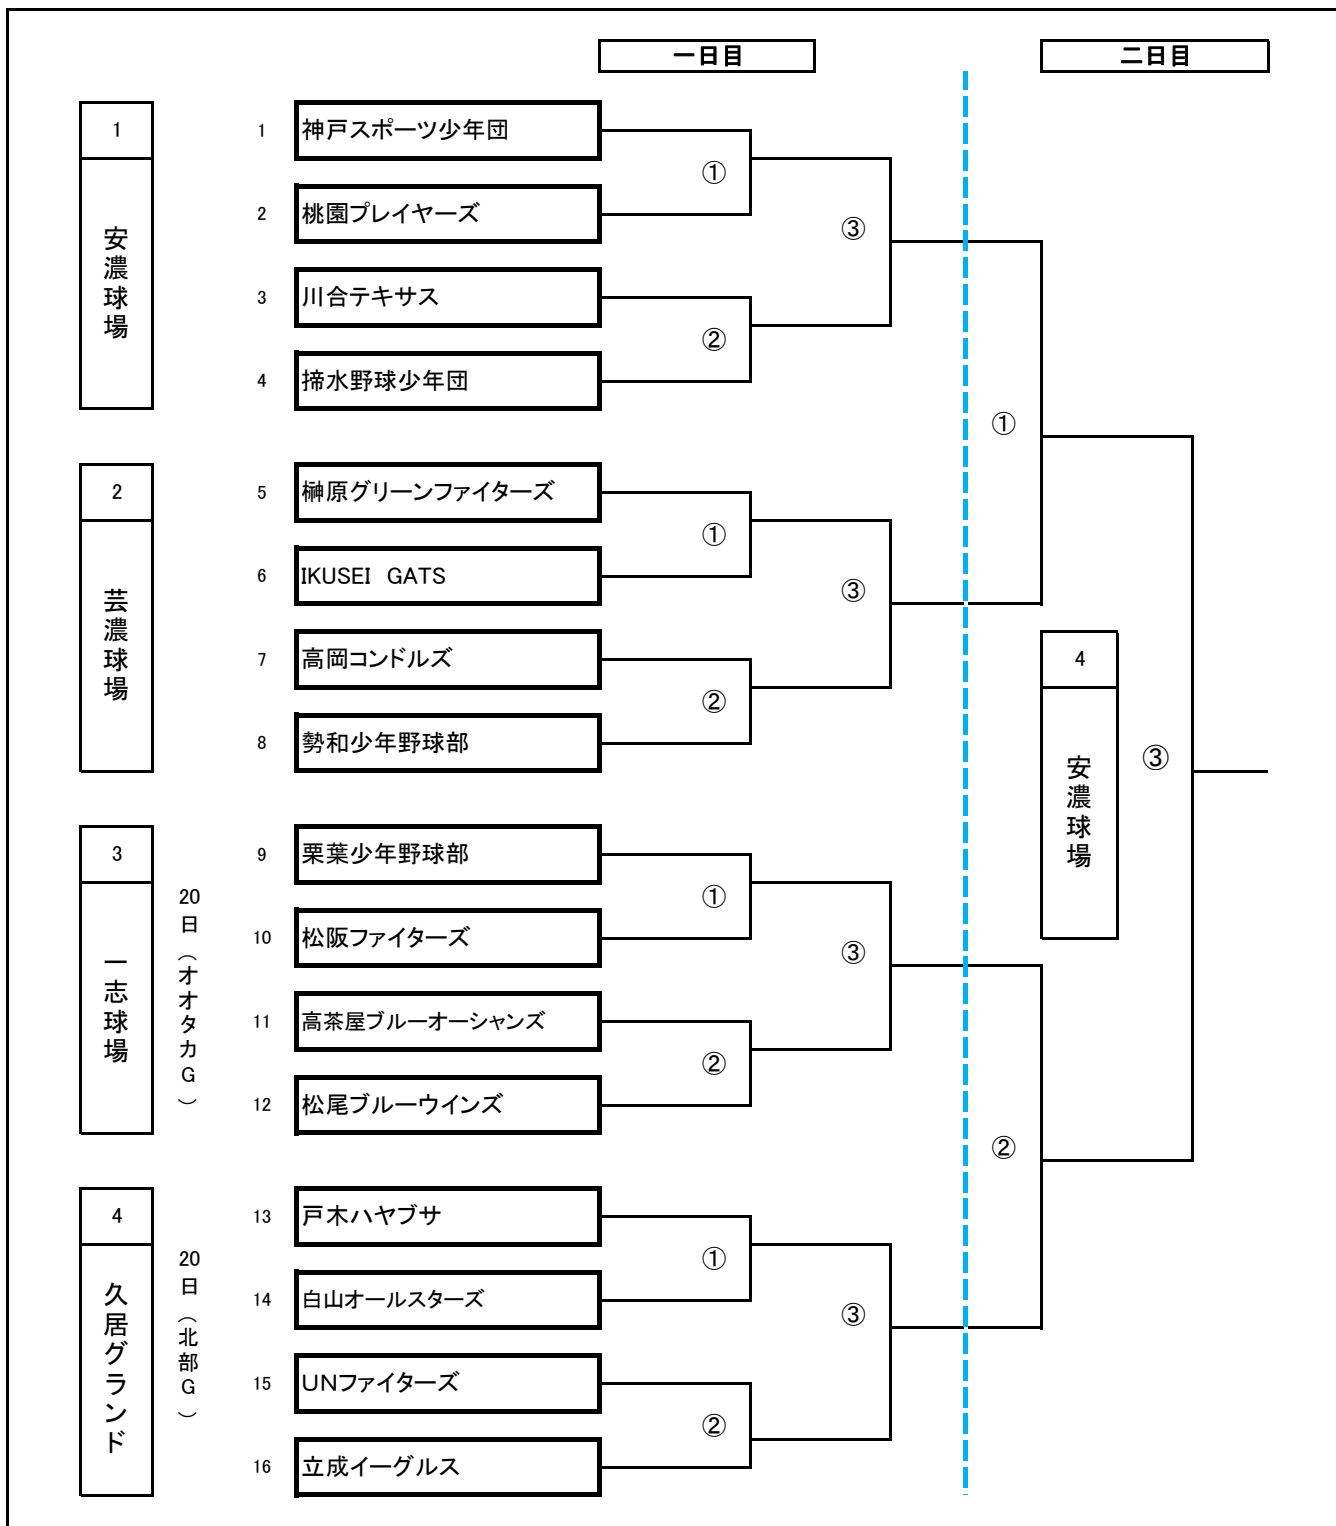 一日目
二日目
1
安濃球場
1
神戸スポーツ少年団
①
2
桃園プレイヤーズ
③
3
川合テキサス
②
4
揥水野球少年団
①
2
芸濃球場
5
榊原グリーンファイターズ
①
6
IKUSEI　GATS
③
7
高岡コンドルズ
②
8
勢和少年野球部
4
安濃球場
③
3
一志球場
20日（オオタカG）
9
栗葉少年野球部
①
10
松阪ファイターズ
③
11
高茶屋ブルーオーシャンズ
②
12
松尾ブルーウインズ
②
4
久居グランド
20日（北部G）
13
戸木ハヤブサ
①
14
白山オールスターズ
③
15
UNファイターズ
②
16
立成イーグルス